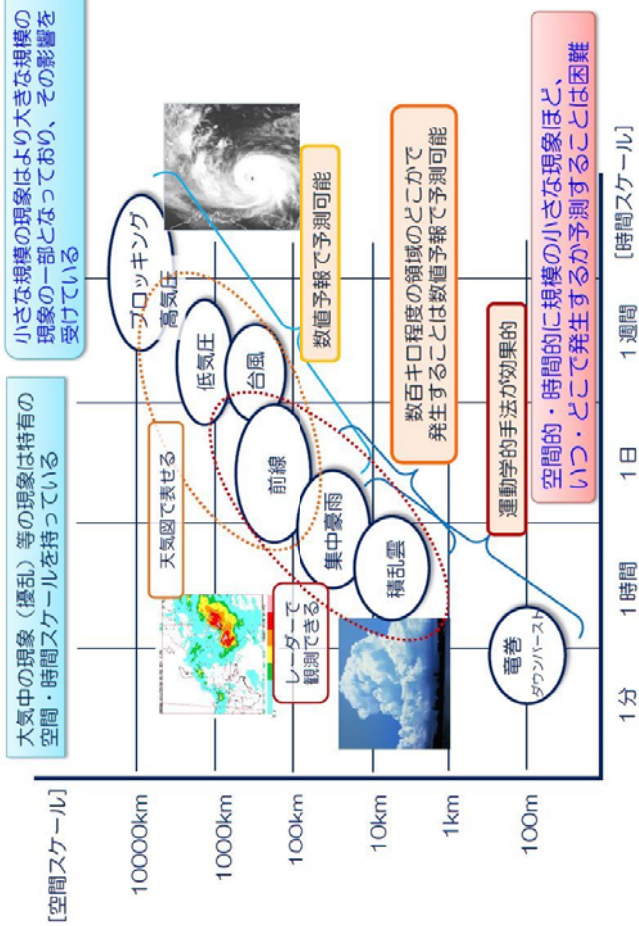 大気中の現象（擾乱）等の現象は特有の
空間・時間スケールを持っている
小さな規模の現象はより大きな規模の
現象の一部となっており、その影響を
受けている
[空間スケール]
10000km
1000km
100km
10km
1km
100m
ブロッキング
高気圧
低気圧
台風
前線
集中豪雨
積乱雲
竜巻
ダウンバースト
天気図で表せる
レーダーで
観測できる
数値予報で予測可能
数百キロ程度の領域のどこかで
発生することは数値予報で予測可能
運動学的手法が効果的
空間的・時間的に規模の小さな現象ほど、
いつ・どこで発生するか予測することは困難
1分
1時間
1日
1週間
[時間スケール]